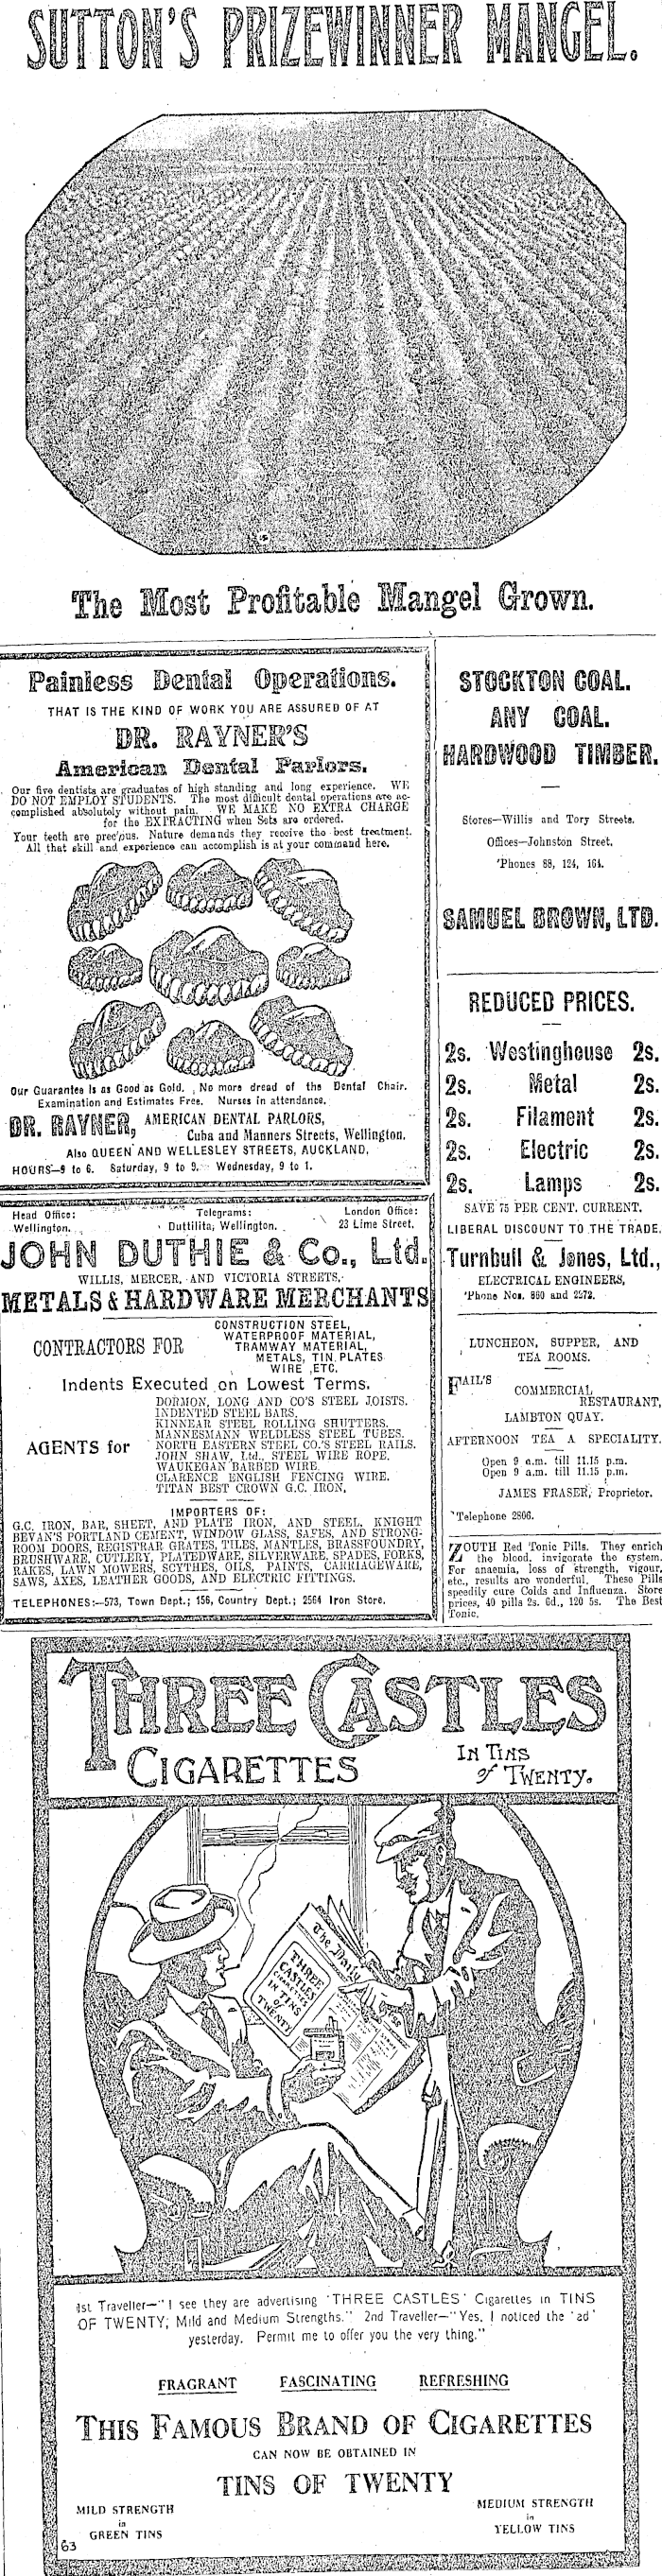 SUTTON'S PRIZEWINNER MANGEL.
The Most Profitable Mangel Grown.
Painless Dental Operations.
THAT IS THE KIND OF WORK YOU ARE ASSURED OF AT
DR. RAYNER'S
American Dental Parlors.
Our five dentists are graduates of high standing and long experience. WE
DO NOT EMPLOY STUDENTS. The most difficult dental operations are ac-
complished absolutely without pain. WE MAKE NO EXTRA CHARGE
for the EXTRACTING when Sets are ordered.
Your teeth are precious. Nature demands they receive the best treatment.
All that skill and experience can accomplish is at your command here.
Our Guarantee is as Good as Gold. No more dread of the Dental Chair.
Examination and Estimates Free. Nurses in attendance.
DR. RAYNER, AMERICAN DENTAL PARLORS,
Cuba and Manners Streets, Wellington.
Also QUEEN AND WELLESLEY STREETS, AUCKLAND,
HOURS—9 to 6. Saturday, 9 to 9. Wednesday, 9 to 1.
Head Office: Telegrams: London Office:
Wellington. Duttilita, Wellington. 23 Lime Street.
JOHN DUTHIE & Co., Ltd.
WILLIS, MERCER, AND VICTORIA STREETS,
METALS & HARDWARE MERCHANTS
CONTRACTORS FOR
CONSTRUCTION STEEL,
WATERPROOF MATERIAL,
TRAMWAY MATERIAL,
METALS, TIN PLATES
WIRE ,ETC.
Indents Executed on Lowest Terms.
AGENTS for
DORMON, LONG AND CO'S STEEL JOISTS.
INDENTED STEEL BARS.
KINNEAR STEEL ROLLING SHUTTERS.
MANNESMANN WELDLESS STEEL TUBES.
NORTH EASTERN STEEL CO.'S STEEL RAILS.
JOHN SHAW, Ltd., STEEL WIRE ROPE.
WAUKEGAN BARBED WIRE.
CLARENCE ENGLISH FENCING WIRE.
TITAN BEST CROWN G.C. IRON,
IMPORTERS OF:
G.C. IRON, BAR, SHEET, AND PLATE IRON, AND STEEL. KNIGHT
BEVAN'S PORTLAND CEMENT, WINDOW GLASS, SAFES, AND STRONG-
ROOM DOORS, REGISTRAR GRATES, TILES, MANTLES, BRASSFOUNDRY,
BRUSHWARE, CUTLERY, PLATEDWARE, SILVERWARE, SPADES, FORKS,
RAKES, LAWN MOWERS, SCYTHES, OILS, PAINTS, CARRIAGEWARE,
SAWS, AXES, LEATHER GOODS, AND ELECTRIC FITTINGS.
TELEPHONES:—573, Town Dept.; 156, Country Dept.; 2564 Iron Store.
STOCKTON COAL.
ANY COAL.
HARDWOOD TIMBER.
Stores—Willis and Tory Streets.
Offices—Johnston Street.
'Phones 88, 124, 164.
SAMUEL BROWN, LTD.
REDUCED PRICES.
2s. Westinghouse 2s.
2s. Metal 2s.
2s. Filament 2s.
2s. Electric 2s.
2s. Lamps 2s.
SAVE 75 PER CENT. CURRENT.
LIBERAL DISCOUNT TO THE TRADE.
Turnbull & Jones, Ltd.,
ELECTRICAL ENGINEERS,
'Phone Nos. 860 and 2272.
LUNCHEON, SUPPER, AND
TEA ROOMS.
FAIL'S
COMMERCIAL
RESTAURANT,
LAMBTON QUAY.
AFTERNOON TEA A SPECIALITY.
Open 9 a.m. till 11.15 p.m.
Open 9 a.m. till 11.15 p.m.
JAMES FRASER, Proprietor.
Telephone 2806.
ZOUTH Red Tonic Pills. They enrich
the blood, invigorate the system.
For anaemia, loss of strength, vigour,
etc., results are wonderful. These Pills
speedily cure Colds and Influenza. Store
prices, 40 pills 2s. 6d., 120 5s. The Best
Tonic.
THREE CASTLES
CIGARETTES
IN TINS
of TWENTY.
The Daily
THREE
CASTLES
IN TINS
of
TWENTY
1st Traveller—"I see they are advertising 'THREE CASTLES' Cigarettes in TINS
OF TWENTY; Mild and Medium Strengths." 2nd Traveller—"Yes, I noticed the 'ad'
yesterday. Permit me to offer you the very thing."
FRAGRANT FASCINATING REFRESHING
THIS FAMOUS BRAND OF CIGARETTES
CAN NOW BE OBTAINED IN
TINS OF TWENTY
MILD STRENGTH
in
GREEN TINS
MEDIUM STRENGTH
in
YELLOW TINS
63